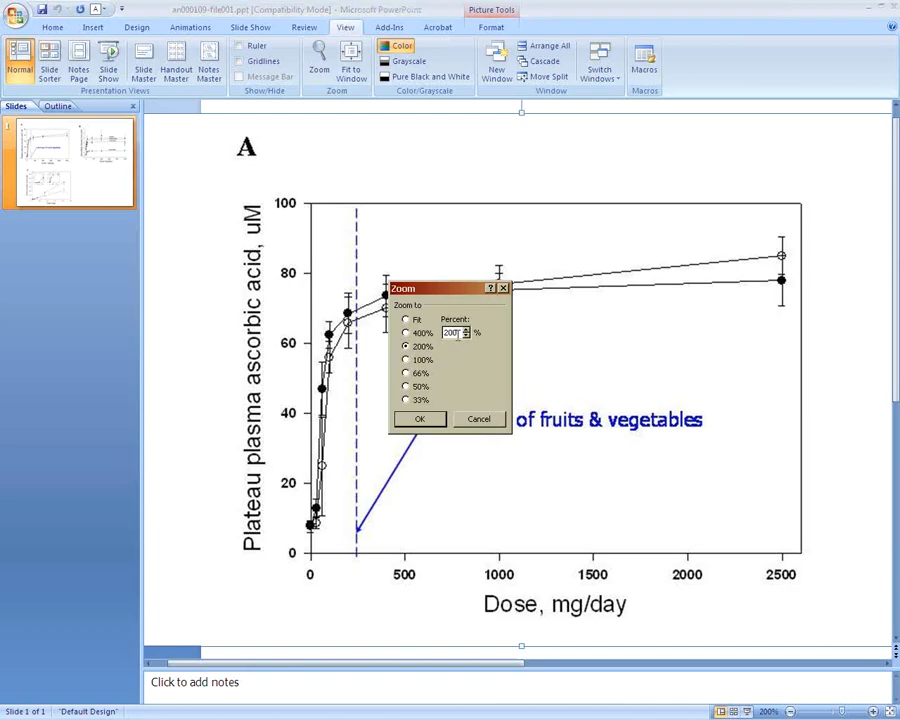 an000109-file001.ppt [Compatibility Mode] - Microsoft PowerPoint
Picture Tools
Home Insert Design Animations Slide Show Review View Add-Ins Acrobat Format
Normal
Slide Sorter
Notes Page
Slide Show
Slide Master
Handout Master
Notes Master
Presentation Views
Ruler
Gridlines
Message Bar
Show/Hide
Zoom
Fit to Window
Zoom
Color
Grayscale
Pure Black and White
Color/Grayscale
New Window
Arrange All
Cascade
Move Split
Switch Windows
Window
Macros
Macros
Slides Outline
1
A
Plateau plasma ascorbic acid, uM
100
80
60
40
20
0
0 500 1000 1500 2000 2500
Dose, mg/day
of fruits & vegetables
Zoom
Zoom to
Fit
400%
200%
100%
66%
50%
33%
Percent:
200 %
OK Cancel
Click to add notes
Slide 1 of 1 "Default Design" 200%